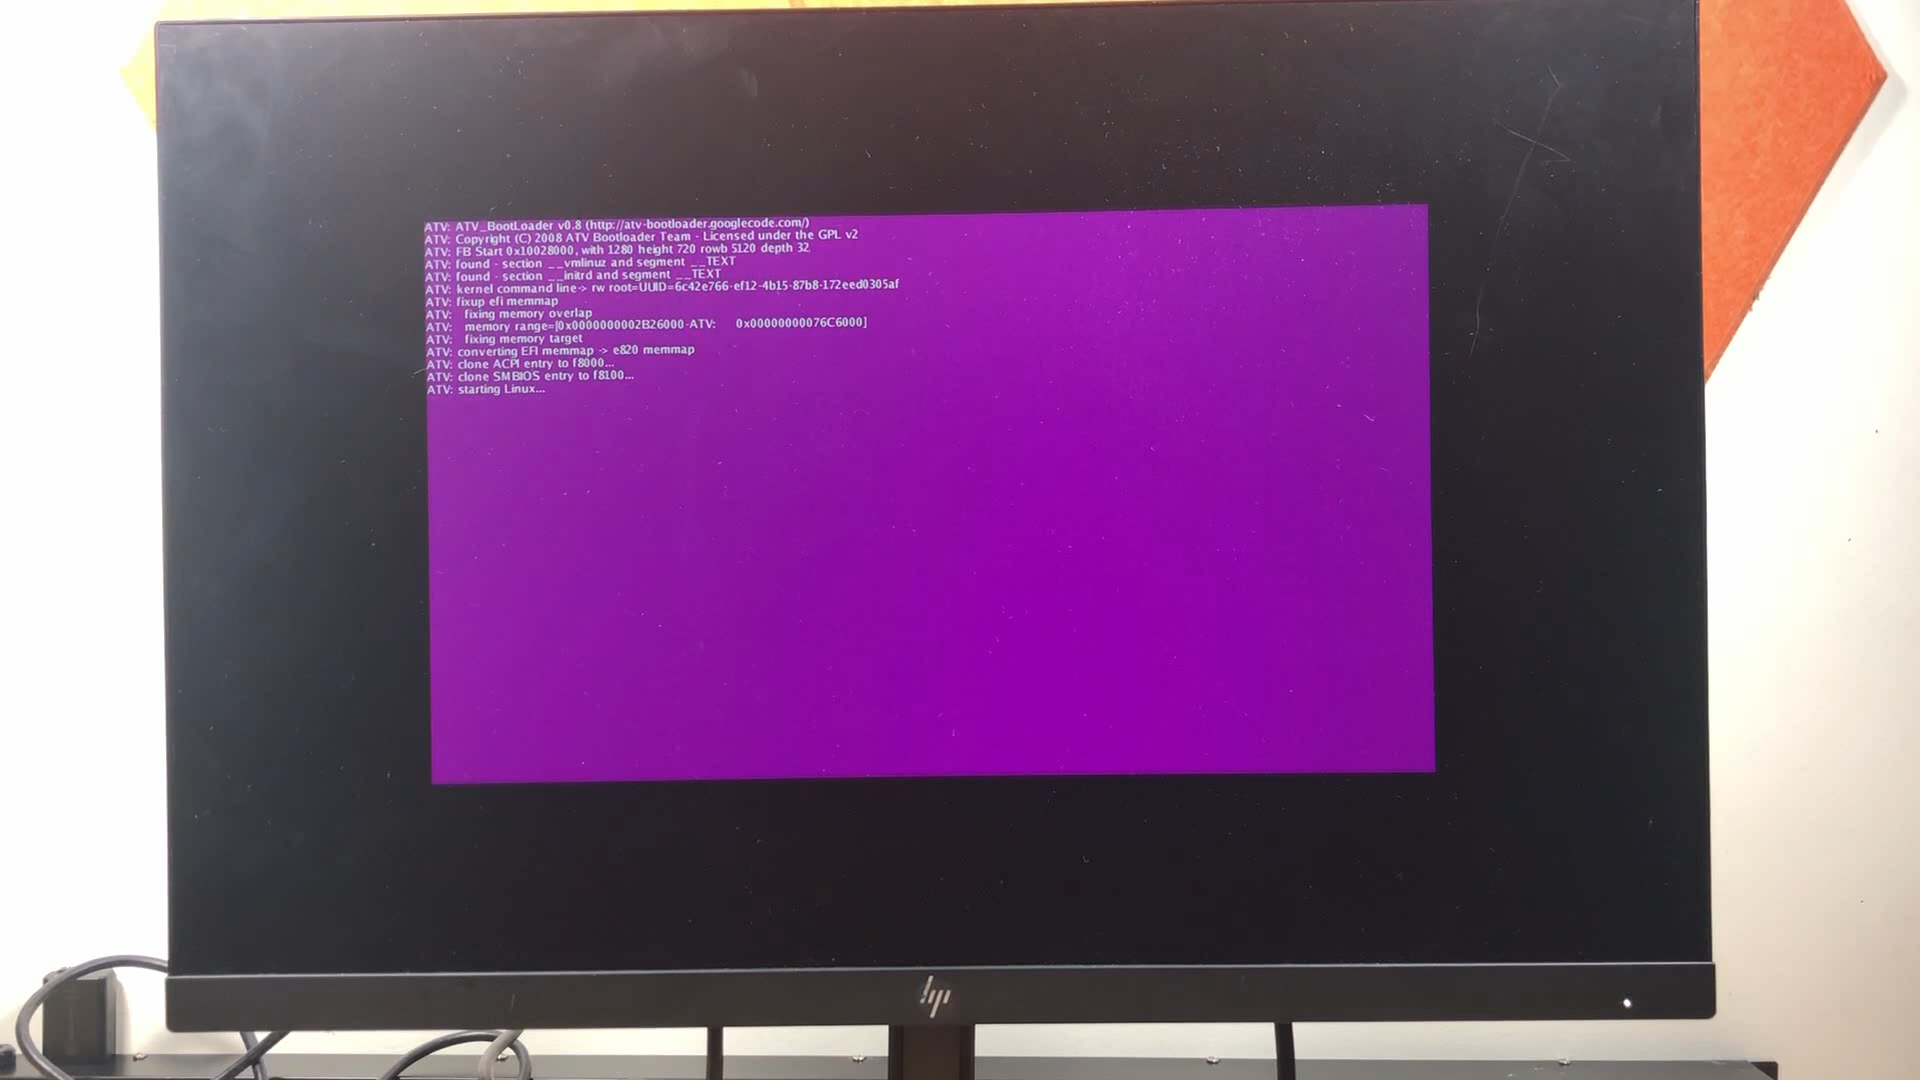 ATV: ATV_BootLoader v0.8 (http://atv-bootloader.googlecode.com/)
ATV: Copyright (C) 2008 ATV Bootloader Team - Licensed under the GPL v2
ATV: FB Start 0x10028000, with 1280 height 720 rowb 5120 depth 32
ATV: found - section __vmlinuz and segment __TEXT
ATV: found - section __initrd and segment __TEXT
ATV: kernel command line-> rw root=UUID=6c42e766-ef12-4b15-87b8-172eed0305af
ATV: fixup efi memmap
ATV:   fixing memory overlap
ATV:   memory range=[0x0000000002B26000-ATV:     0x00000000076C6000]
ATV:   fixing memory target
ATV: converting EFI memmap -> e820 memmap
ATV: clone ACPI entry to f8000...
ATV: clone SMBIOS entry to f8100...
ATV: starting Linux...
hp